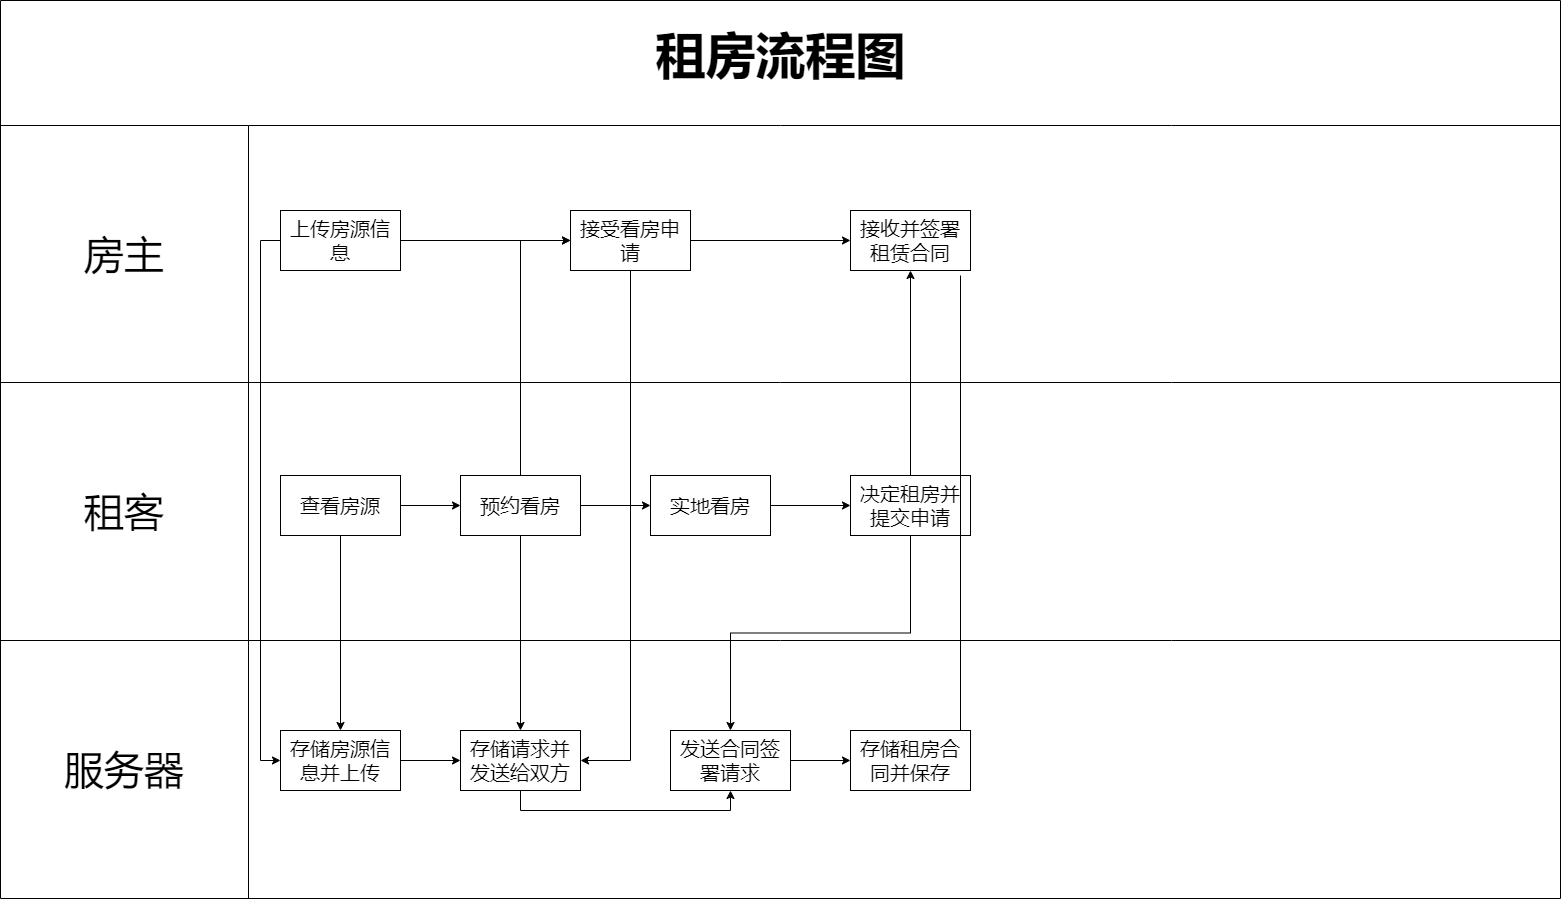 租房流程图
房主
上传房源信
息
接受看房申
请
接收并签署
租赁合同
租客
查看房源
预约看房
实地看房
决定租房并
提交申请
服务器
存储房源信
息并上传
存储请求并
发送给双方
发送合同签
署请求
存储租房合
同并保存